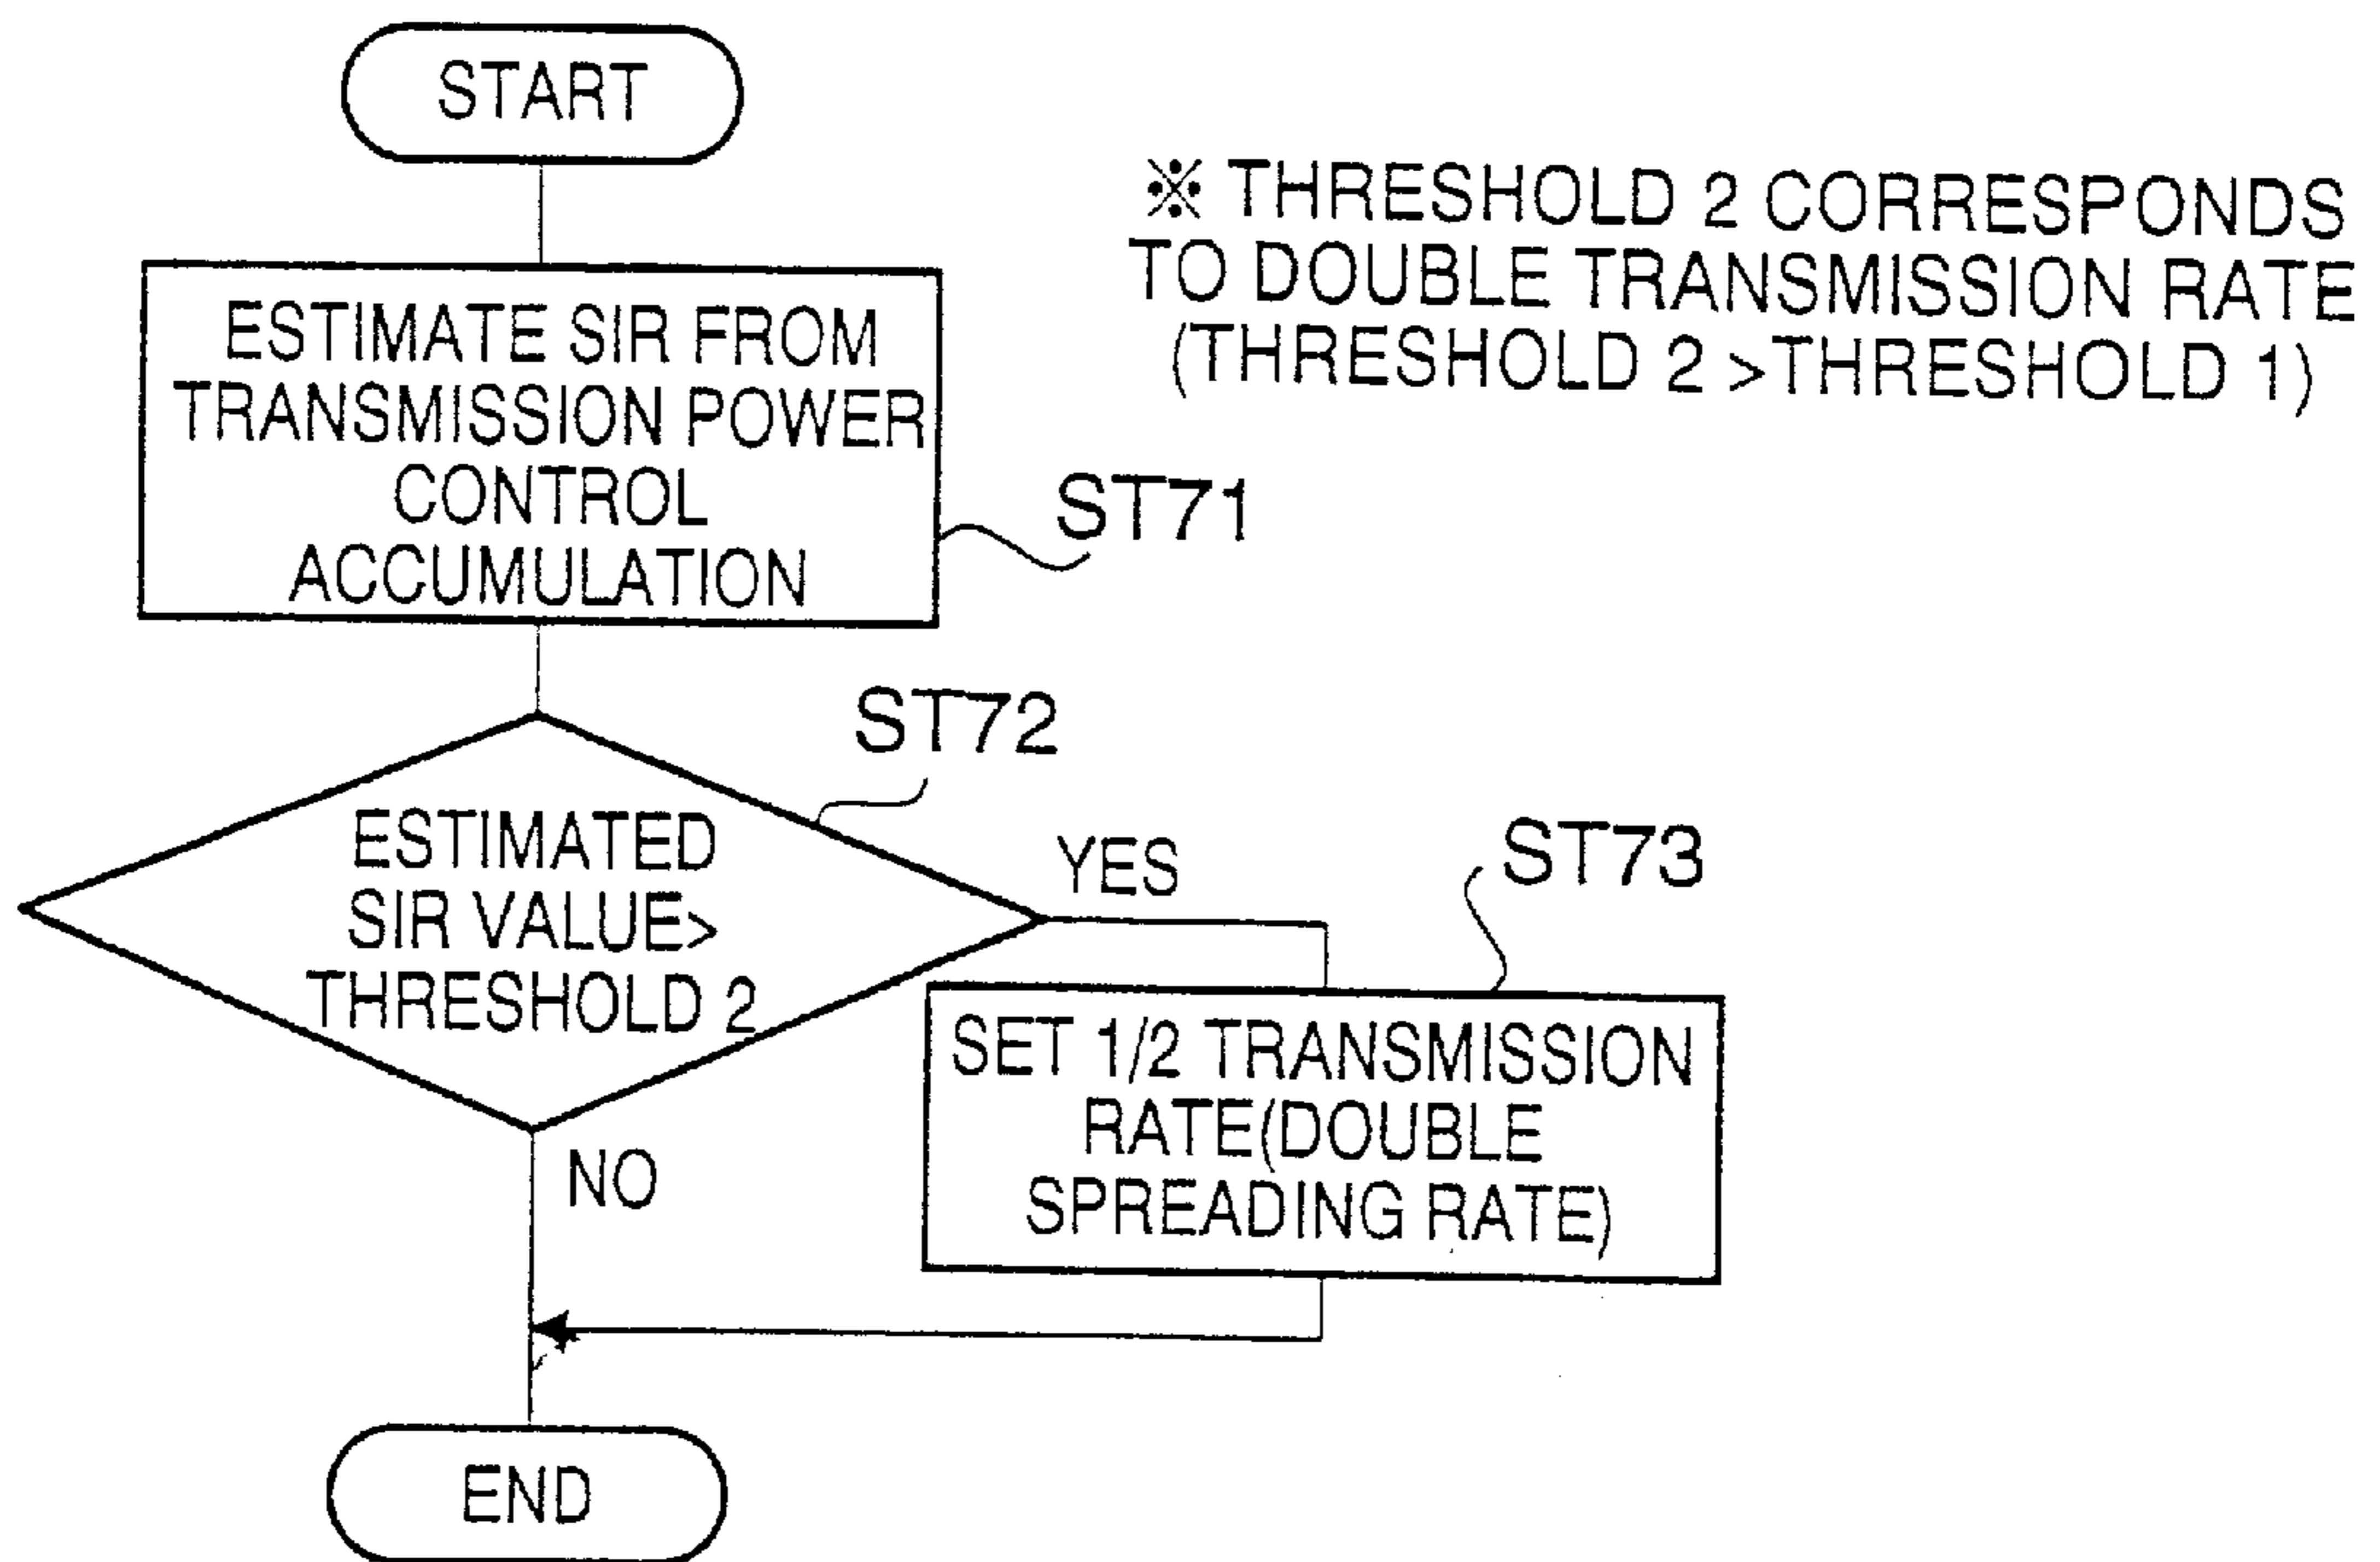 START
※ THRESHOLD 2 CORRESPONDS
TO DOUBLE TRANSMISSION RATE
(THRESHOLD 2 >THRESHOLD 1)
ESTIMATE SIR FROM
TRANSMISSION POWER
CONTROL
ACCUMULATION
ST71
ST72
ESTIMATED
SIR VALUE>
THRESHOLD 2
YES
ST73
SET 1/2 TRANSMISSION
RATE(DOUBLE
SPREADING RATE)
NO
END